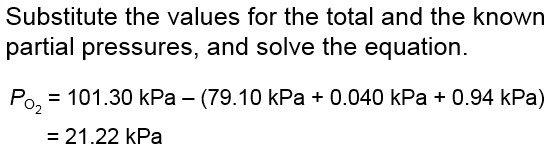 Substitute the values for the total and the known
partial pressures, and solve the equation.
P_O₂ = 101.30 kPa – (79.10 kPa + 0.040 kPa + 0.94 kPa)
= 21.22 kPa